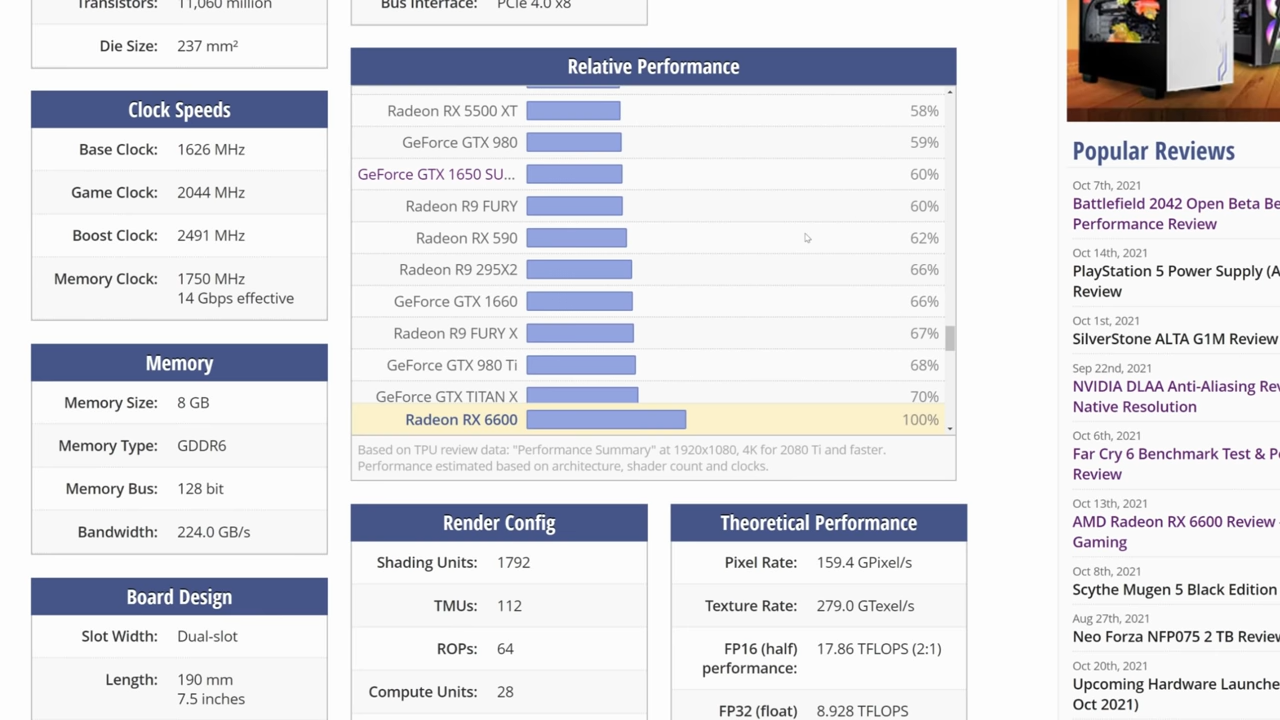 Transistors: 11,060 million
Die Size: 237 mm²
Clock Speeds
Base Clock: 1626 MHz
Game Clock: 2044 MHz
Boost Clock: 2491 MHz
Memory Clock: 1750 MHz
14 Gbps effective
Memory
Memory Size: 8 GB
Memory Type: GDDR6
Memory Bus: 128 bit
Bandwidth: 224.0 GB/s
Board Design
Slot Width: Dual-slot
Length: 190 mm
7.5 inches
Bus Interface: PCIe 4.0 x8
Relative Performance
Radeon RX 5500 XT 58%
GeForce GTX 980 59%
GeForce GTX 1650 SU... 60%
Radeon R9 FURY 60%
Radeon RX 590 62%
Radeon R9 295X2 66%
GeForce GTX 1660 66%
Radeon R9 FURY X 67%
GeForce GTX 980 Ti 68%
GeForce GTX TITAN X 70%
Radeon RX 6600 100%
Based on TPU review data: "Performance Summary" at 1920x1080, 4K for 2080 Ti and faster.
Performance estimated based on architecture, shader count and clocks.
Render Config
Shading Units: 1792
TMUs: 112
ROPs: 64
Compute Units: 28
Theoretical Performance
Pixel Rate: 159.4 GPixel/s
Texture Rate: 279.0 GTexel/s
FP16 (half) 17.86 TFLOPS (2:1)
performance:
FP32 (float) 8.928 TFLOPS
Popular Reviews
Oct 7th, 2021
Battlefield 2042 Open Beta Be
Performance Review
Oct 14th, 2021
PlayStation 5 Power Supply (A
Review
Oct 1st, 2021
SilverStone ALTA G1M Review
Sep 22nd, 2021
NVIDIA DLAA Anti-Aliasing Rev
Native Resolution
Oct 6th, 2021
Far Cry 6 Benchmark Test & Pe
Review
Oct 13th, 2021
AMD Radeon RX 6600 Review -
Gaming
Oct 8th, 2021
Scythe Mugen 5 Black Edition
Aug 27th, 2021
Neo Forza NFP075 2 TB Review
Oct 20th, 2021
Upcoming Hardware Launche
Oct 2021)